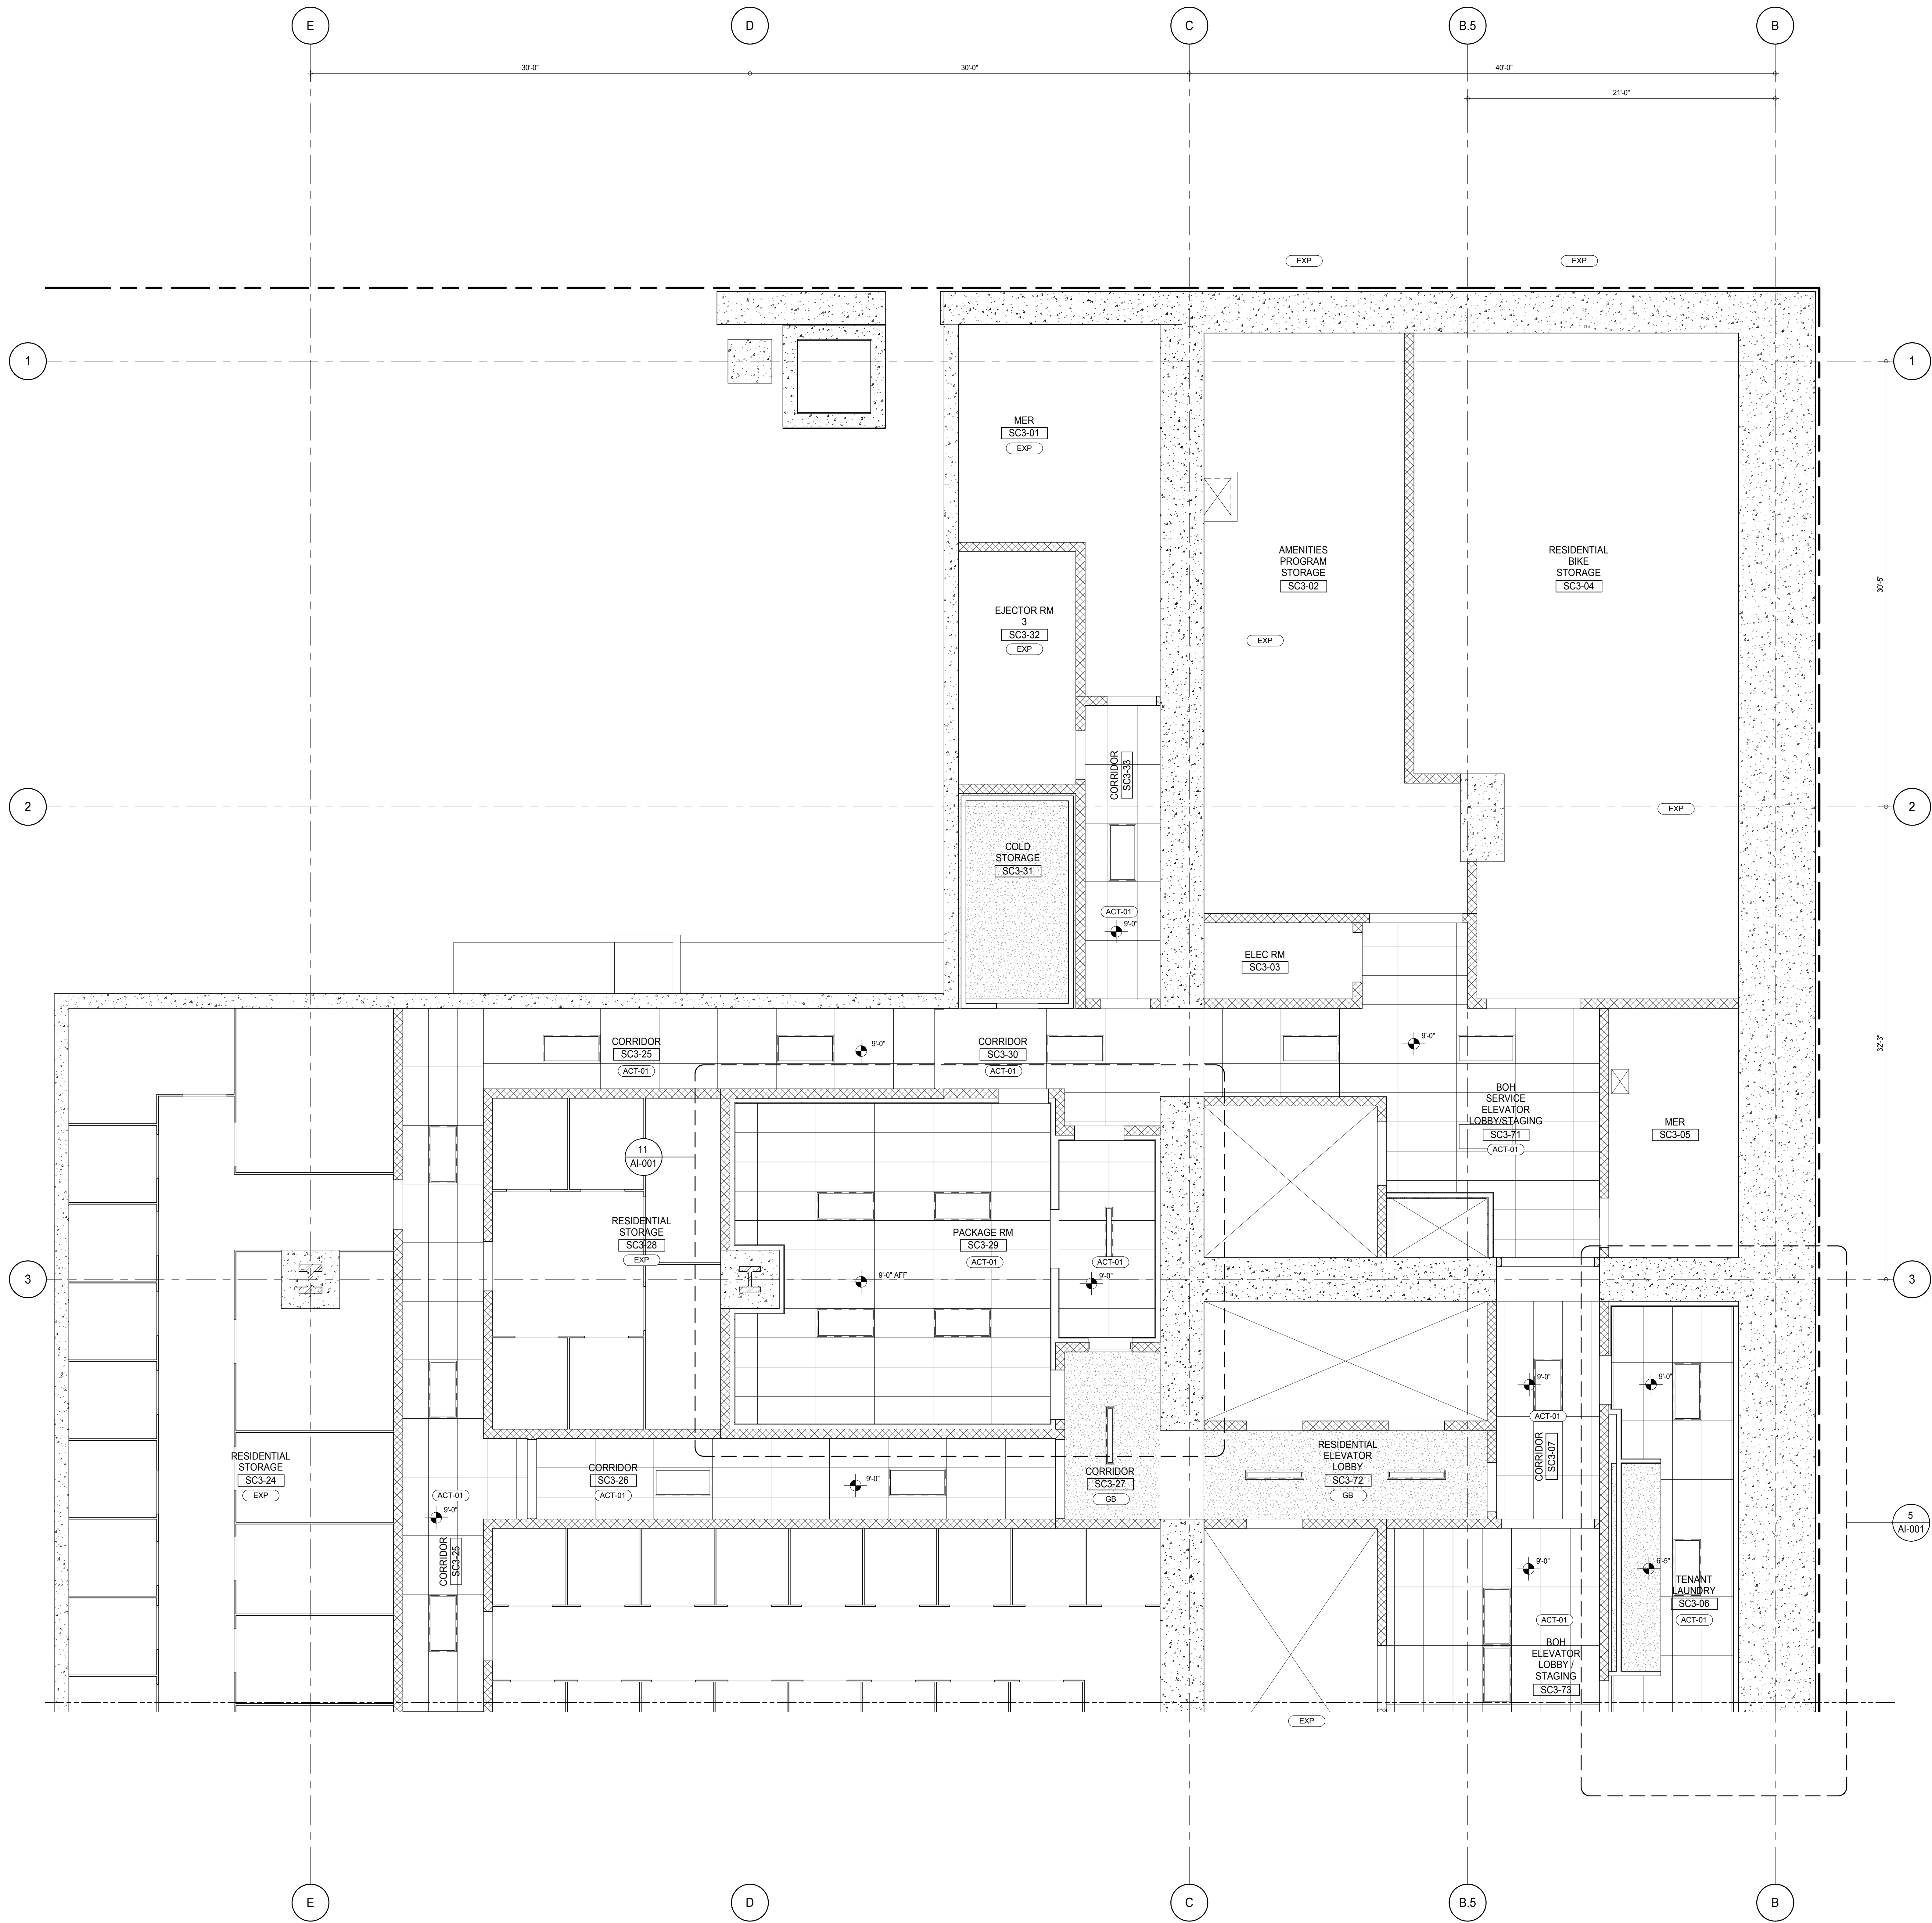 E
D
C
B.5
B
30'-0"
30'-0"
40'-0"
21'-0"
EXP
EXP
1
1
30'-5"
MER
SC3-01
EXP
AMENITIES
PROGRAM
STORAGE
SC3-02
EXP
RESIDENTIAL
BIKE
STORAGE
SC3-04
EJECTOR RM
3
SC3-32
EXP
CORRIDOR
SC3-33
2
2
EXP
COLD
STORAGE
SC3-31
ACT-01
9'-0"
ELEC RM
SC3-03
32'-3"
CORRIDOR
SC3-25
ACT-01
9'-0"
CORRIDOR
SC3-30
ACT-01
9'-0"
BOH
SERVICE
ELEVATOR
LOBBY/STAGING
SC3-71
ACT-01
MER
SC3-05
11
AI-001
RESIDENTIAL
STORAGE
SC3-28
EXP
PACKAGE RM
SC3-29
ACT-01
9'-0" AFF
ACT-01
9'-0"
3
3
9'-0"
ACT-01
CORRIDOR
SC3-07
9'-0"
RESIDENTIAL
STORAGE
SC3-24
EXP
ACT-01
9'-0"
CORRIDOR
SC3-25
CORRIDOR
SC3-26
ACT-01
9'-0"
CORRIDOR
SC3-27
GB
RESIDENTIAL
ELEVATOR
LOBBY
SC3-72
GB
5
AI-001
9'-0"
ACT-01
BOH
ELEVATOR
LOBBY /
STAGING
SC3-73
6'-5"
TENANT
LAUNDRY
SC3-06
ACT-01
EXP
E
D
C
B.5
B